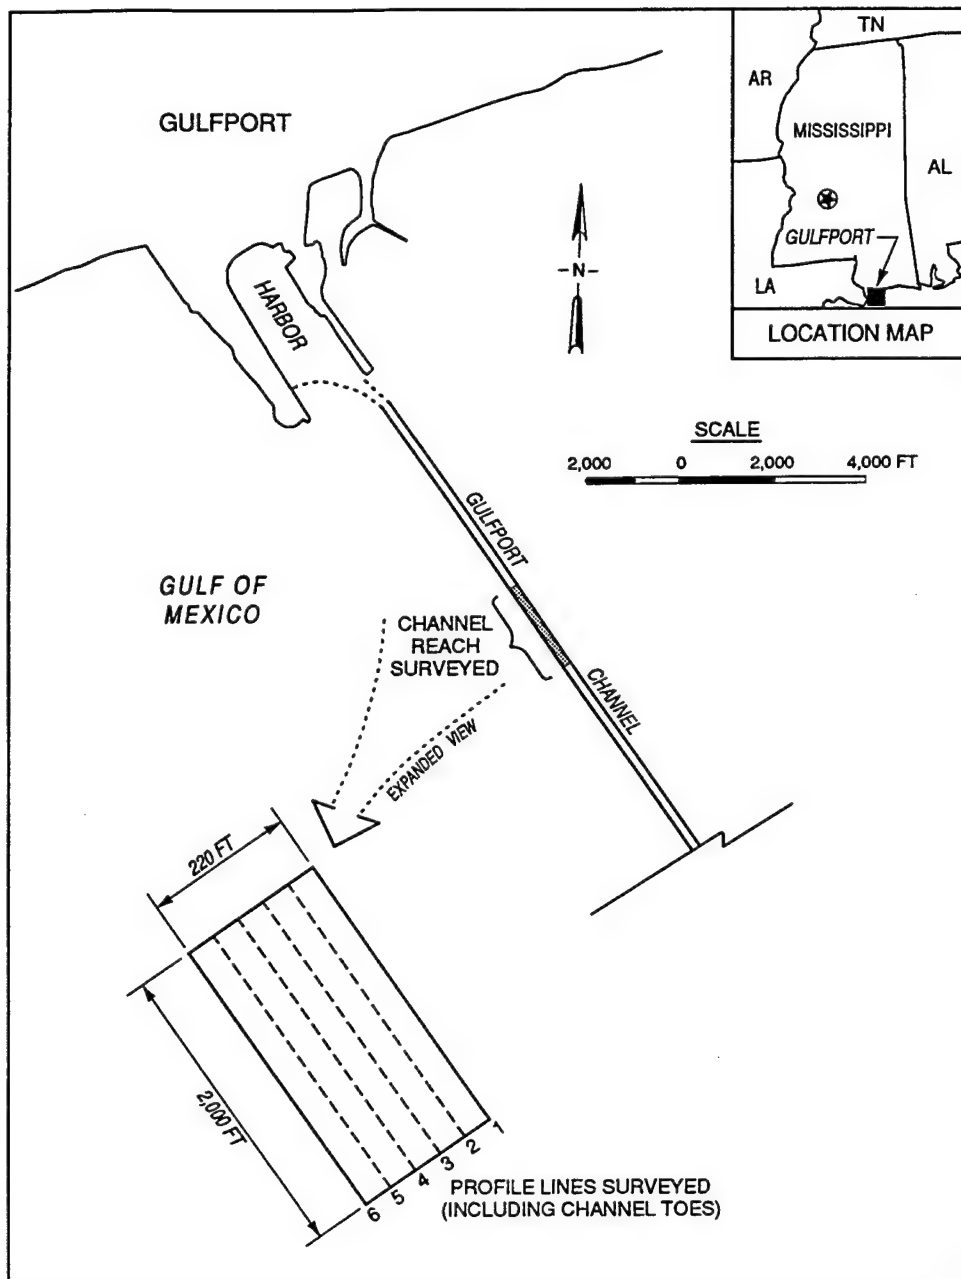 TN
AR
GULFPORT
MISSISSIPPI
AL
GULFPORT
-N-
LA
HARBOR
LOCATION MAP
SCALE
2,000 0 2,000 4,000 FT
GULFPORT
GULF OF
MEXICO
CHANNEL
REACH
SURVEYED
CHANNEL
EXPANDED VIEW
220 FT
2,000 FT
1
2
3
4
5
6
PROFILE LINES SURVEYED
(INCLUDING CHANNEL TOES)